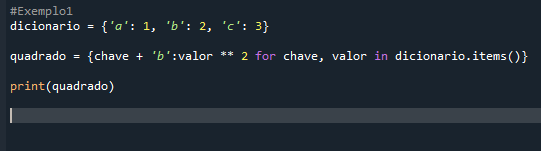 #Exemplo1
dicionario = {'a': 1, 'b': 2, 'c': 3}
quadrado = {chave + 'b':valor ** 2 for chave, valor in dicionario.items()}
print(quadrado)